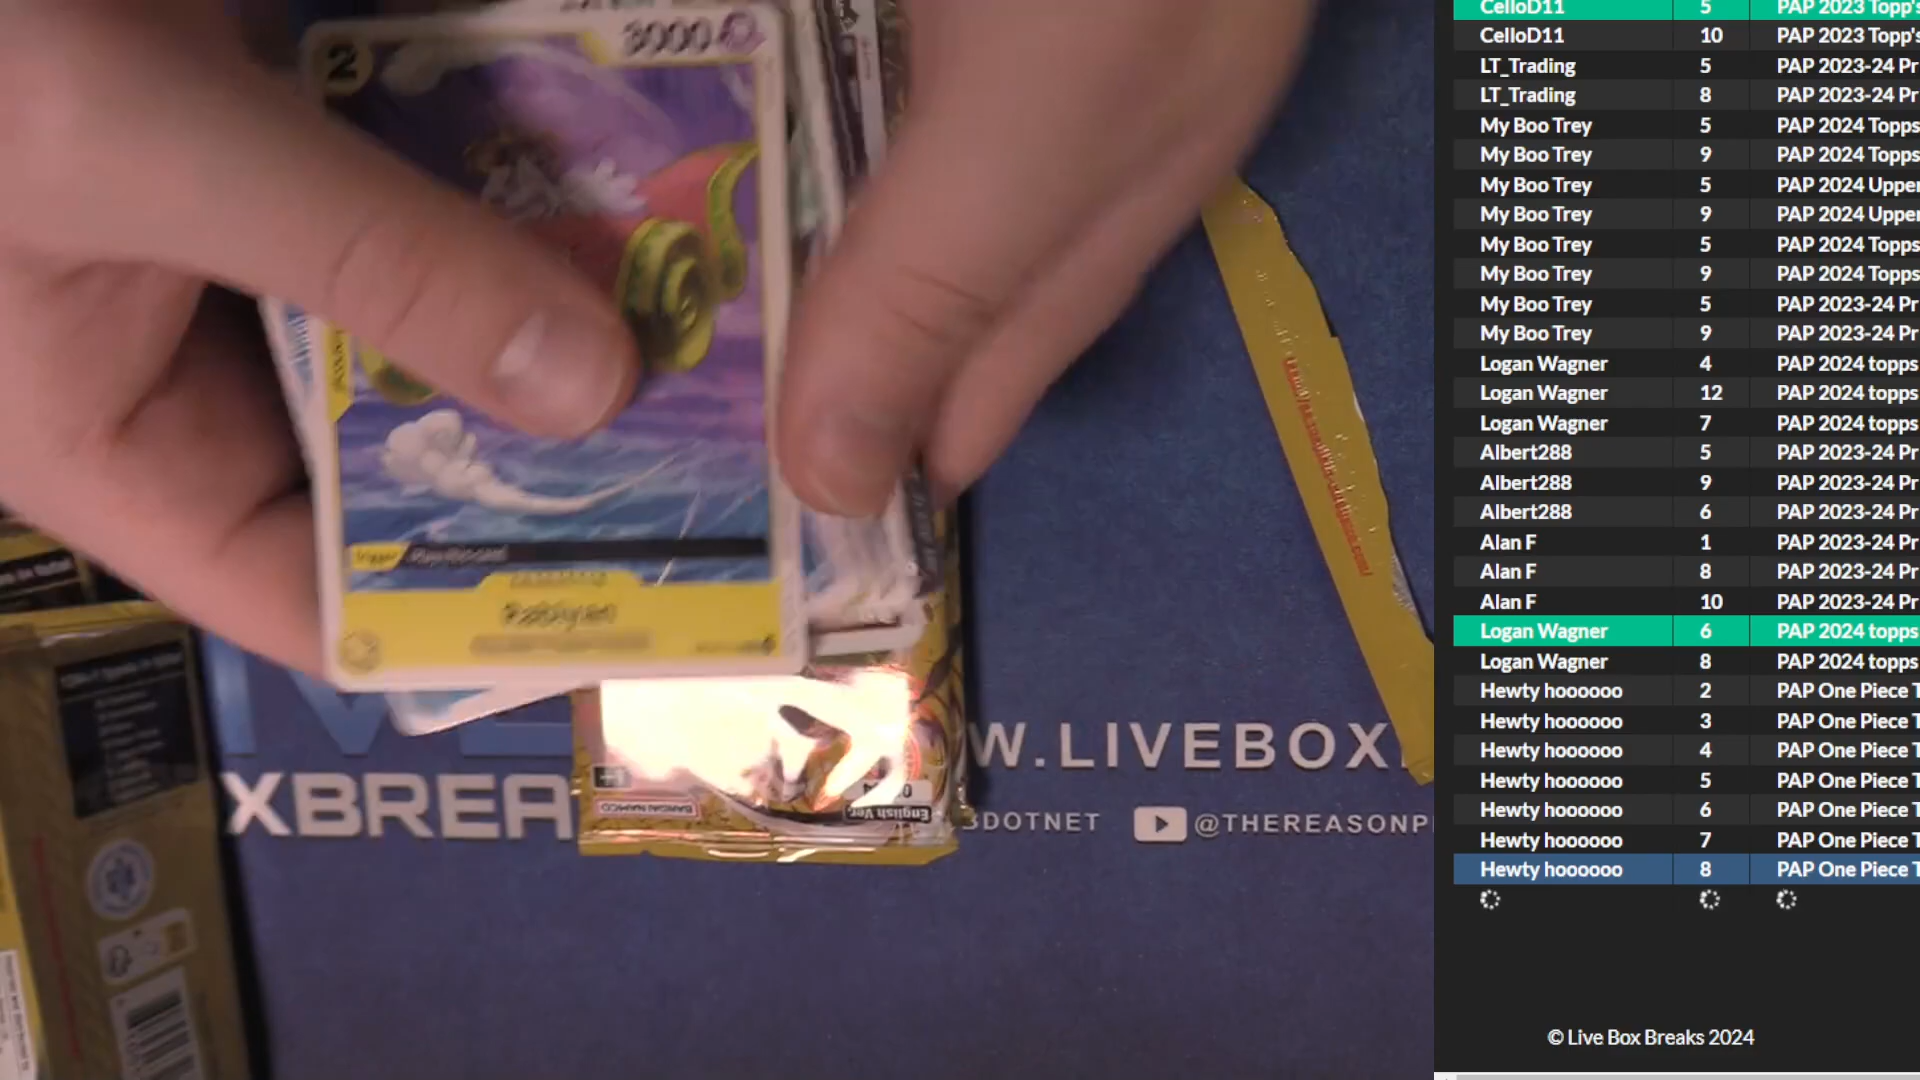 2
3000
Trigger
Rabiyan
English Ver.
BANDAI NAMCO
XBREA
W.LIVEBOX
DOTNET
@THEREASONP
CelloD11 5 PAP 2023 Topp's
CelloD11 10 PAP 2023 Topp's
LT_Trading 5 PAP 2023-24 Pr
LT_Trading 8 PAP 2023-24 Pr
My Boo Trey 5 PAP 2024 Topps
My Boo Trey 9 PAP 2024 Topps
My Boo Trey 5 PAP 2024 Upper
My Boo Trey 9 PAP 2024 Upper
My Boo Trey 5 PAP 2024 Topps
My Boo Trey 9 PAP 2024 Topps
My Boo Trey 5 PAP 2023-24 Pr
My Boo Trey 9 PAP 2023-24 Pr
Logan Wagner 4 PAP 2024 topps
Logan Wagner 12 PAP 2024 topps
Logan Wagner 7 PAP 2024 topps
Albert288 5 PAP 2023-24 Pr
Albert288 9 PAP 2023-24 Pr
Albert288 6 PAP 2023-24 Pr
Alan F 1 PAP 2023-24 Pr
Alan F 8 PAP 2023-24 Pr
Alan F 10 PAP 2023-24 Pr
Logan Wagner 6 PAP 2024 topps
Logan Wagner 8 PAP 2024 topps
Hewty hoooooo 2 PAP One Piece T
Hewty hoooooo 3 PAP One Piece T
Hewty hoooooo 4 PAP One Piece T
Hewty hoooooo 5 PAP One Piece T
Hewty hoooooo 6 PAP One Piece T
Hewty hoooooo 7 PAP One Piece T
Hewty hoooooo 8 PAP One Piece T
© Live Box Breaks 2024